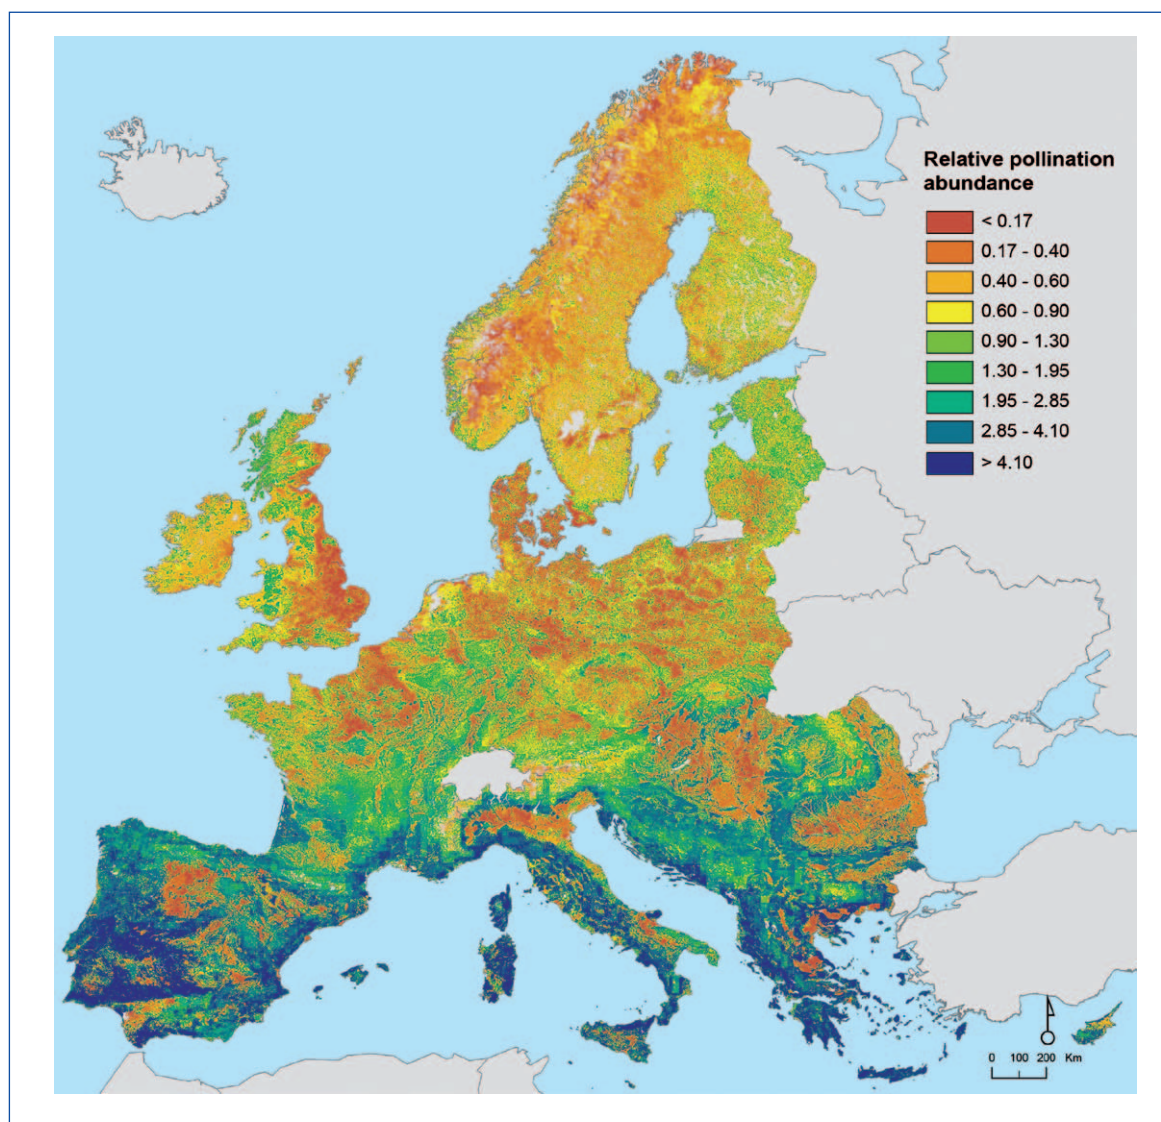 Relative pollination
abundance
< 0.17
0.17 - 0.40
0.40 - 0.60
0.60 - 0.90
0.90 - 1.30
1.30 - 1.95
1.95 - 2.85
2.85 - 4.10
> 4.10
0 100 200 Km